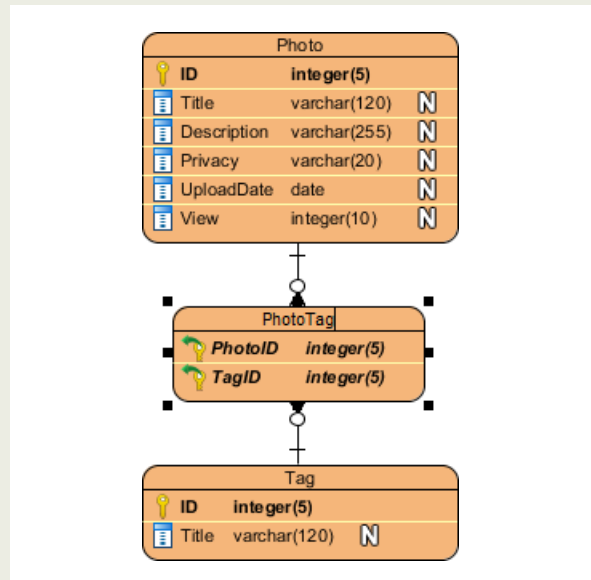 Photo
ID integer(5)
Title varchar(120) N
Description varchar(255) N
Privacy varchar(20) N
UploadDate date N
View integer(10) N
PhotoTag
PhotoID integer(5)
TagID integer(5)
Tag
ID integer(5)
Title varchar(120) N